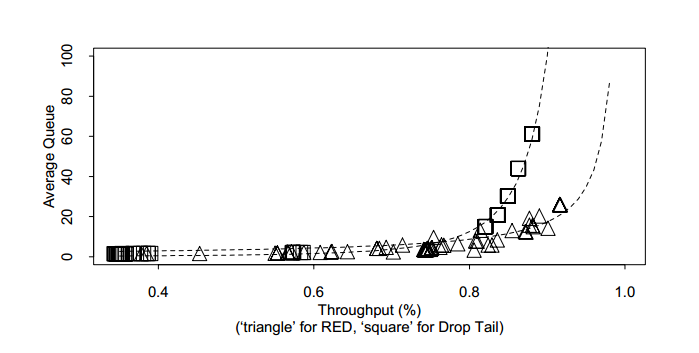 100
80
60
40
20
0
Average Queue
0.4 0.6 0.8 1.0
Throughput (%)
(‘triangle’ for RED, ‘square’ for Drop Tail)